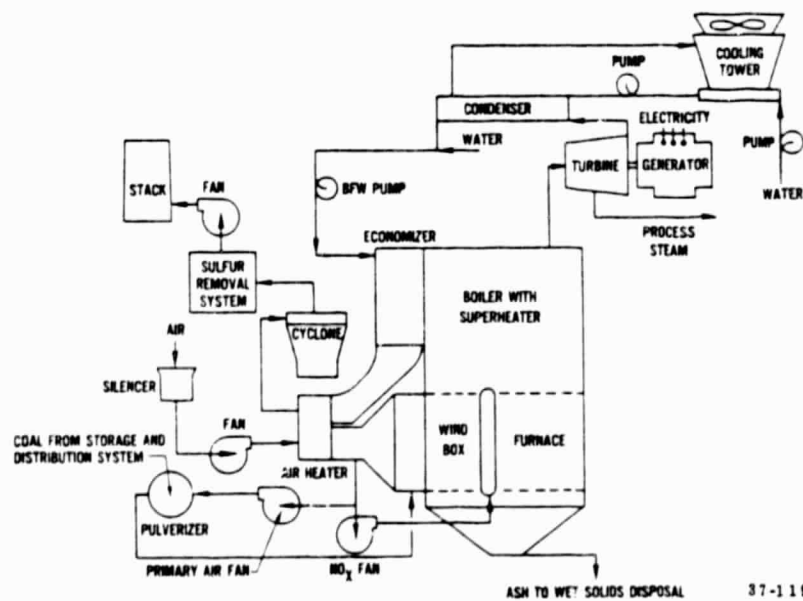 COOLING
TOWER
PUMP
CONDENSER
ELECTRICITY
WATER
TURBINE
GENERATOR
PUMP
STACK
FAN
BFW PUMP
WATER
PROCESS
STEAM
ECONOMIZER
SULFUR
REMOVAL
SYSTEM
BOILER WITH
SUPERHEATER
AIR
CYCLONE
SILENCER
FAN
WIND
BOX
FURNACE
COAL FROM STORAGE AND
DISTRIBUTION SYSTEM
AIR HEATER
PULVERIZER
PRIMARY AIR FAN
NOX FAN
ASH TO WET SOLIDS DISPOSAL